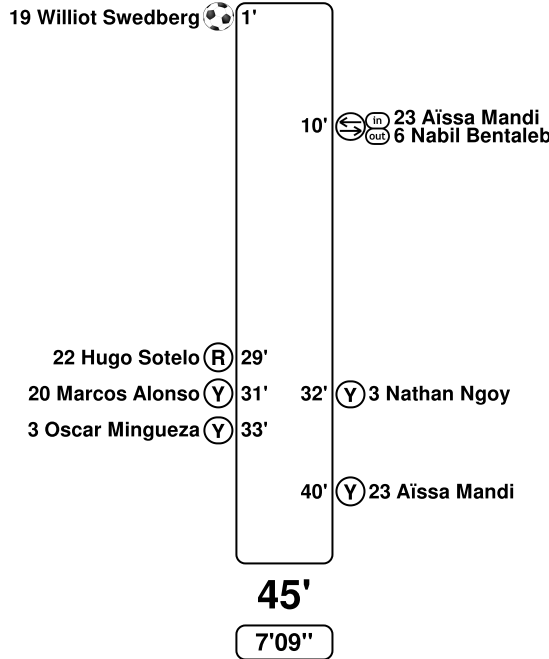 19 Williot Swedberg 1'
10' in 23 Aïssa Mandi
out 6 Nabil Bentaleb
22 Hugo Sotelo R 29'
20 Marcos Alonso Y 31' 32' Y 3 Nathan Ngoy
3 Oscar Mingueza Y 33'
40' Y 23 Aïssa Mandi
45'
7'09"